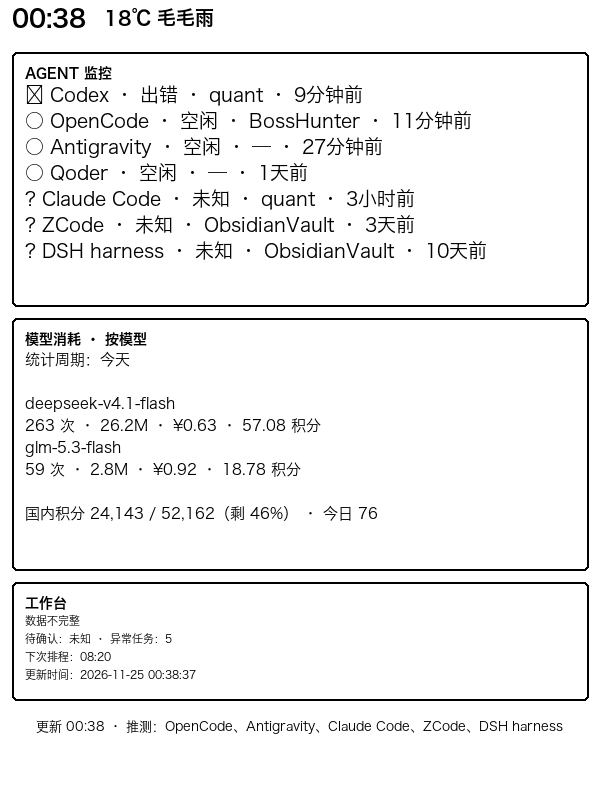 00:38 18℃ 毛毛雨
AGENT 监控
☒ Codex · 出错 · quant · 9分钟前
○ OpenCode · 空闲 · BossHunter · 11分钟前
○ Antigravity · 空闲 · — · 27分钟前
○ Qoder · 空闲 · — · 1天前
? Claude Code · 未知 · quant · 3小时前
? ZCode · 未知 · ObsidianVault · 3天前
? DSH harness · 未知 · ObsidianVault · 10天前
模型消耗 · 按模型
统计周期：今天
deepseek-v4.1-flash
263 次 · 26.2M · ¥0.63 · 57.08 积分
glm-5.3-flash
59 次 · 2.8M · ¥0.92 · 18.78 积分
国内积分 24,143 / 52,162（剩 46%） · 今日 76
工作台
数据不完整
待确认：未知 · 异常任务：5
下次排程：08:20
更新时间：2026-11-25 00:38:37
更新 00:38 · 推测：OpenCode、Antigravity、Claude Code、ZCode、DSH harness